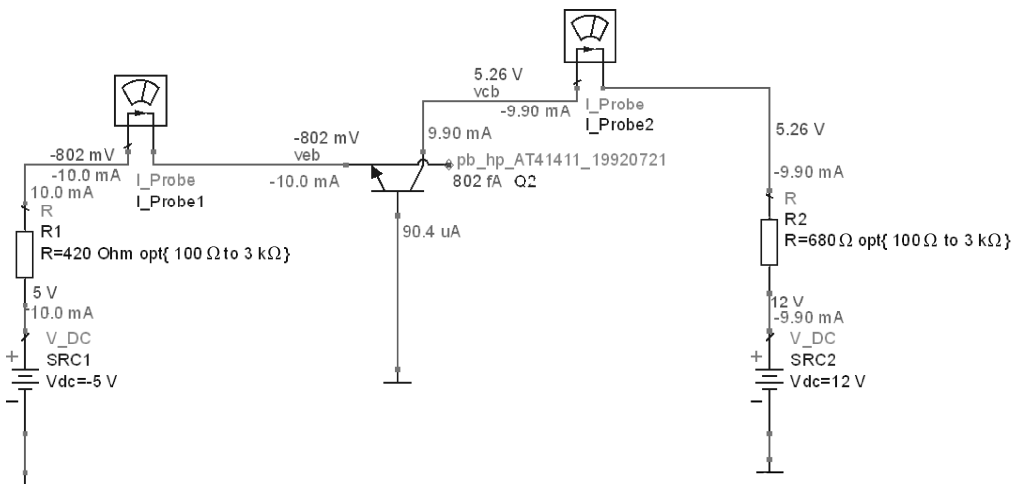 5.26 V
vcb
-9.90 mA
I_Probe
I_Probe2
5.26 V
-9.90 mA
-802 mV
-10.0 mA
I_Probe
I_Probe1
-802 mV
veb
-10.0 mA
9.90 mA
pb_hp_AT41411_19920721
802 fA
Q2
90.4 uA
10.0 mA
R
R1
R=420 Ohm opt{ 100 Ω to 3 kΩ}
5 V
10.0 mA
V_DC
SRC1
Vdc=-5 V
+
−
R
R2
R=680 Ω opt{ 100 Ω to 3 kΩ}
12 V
-9.90 mA
V_DC
SRC2
Vdc=12 V
+
−